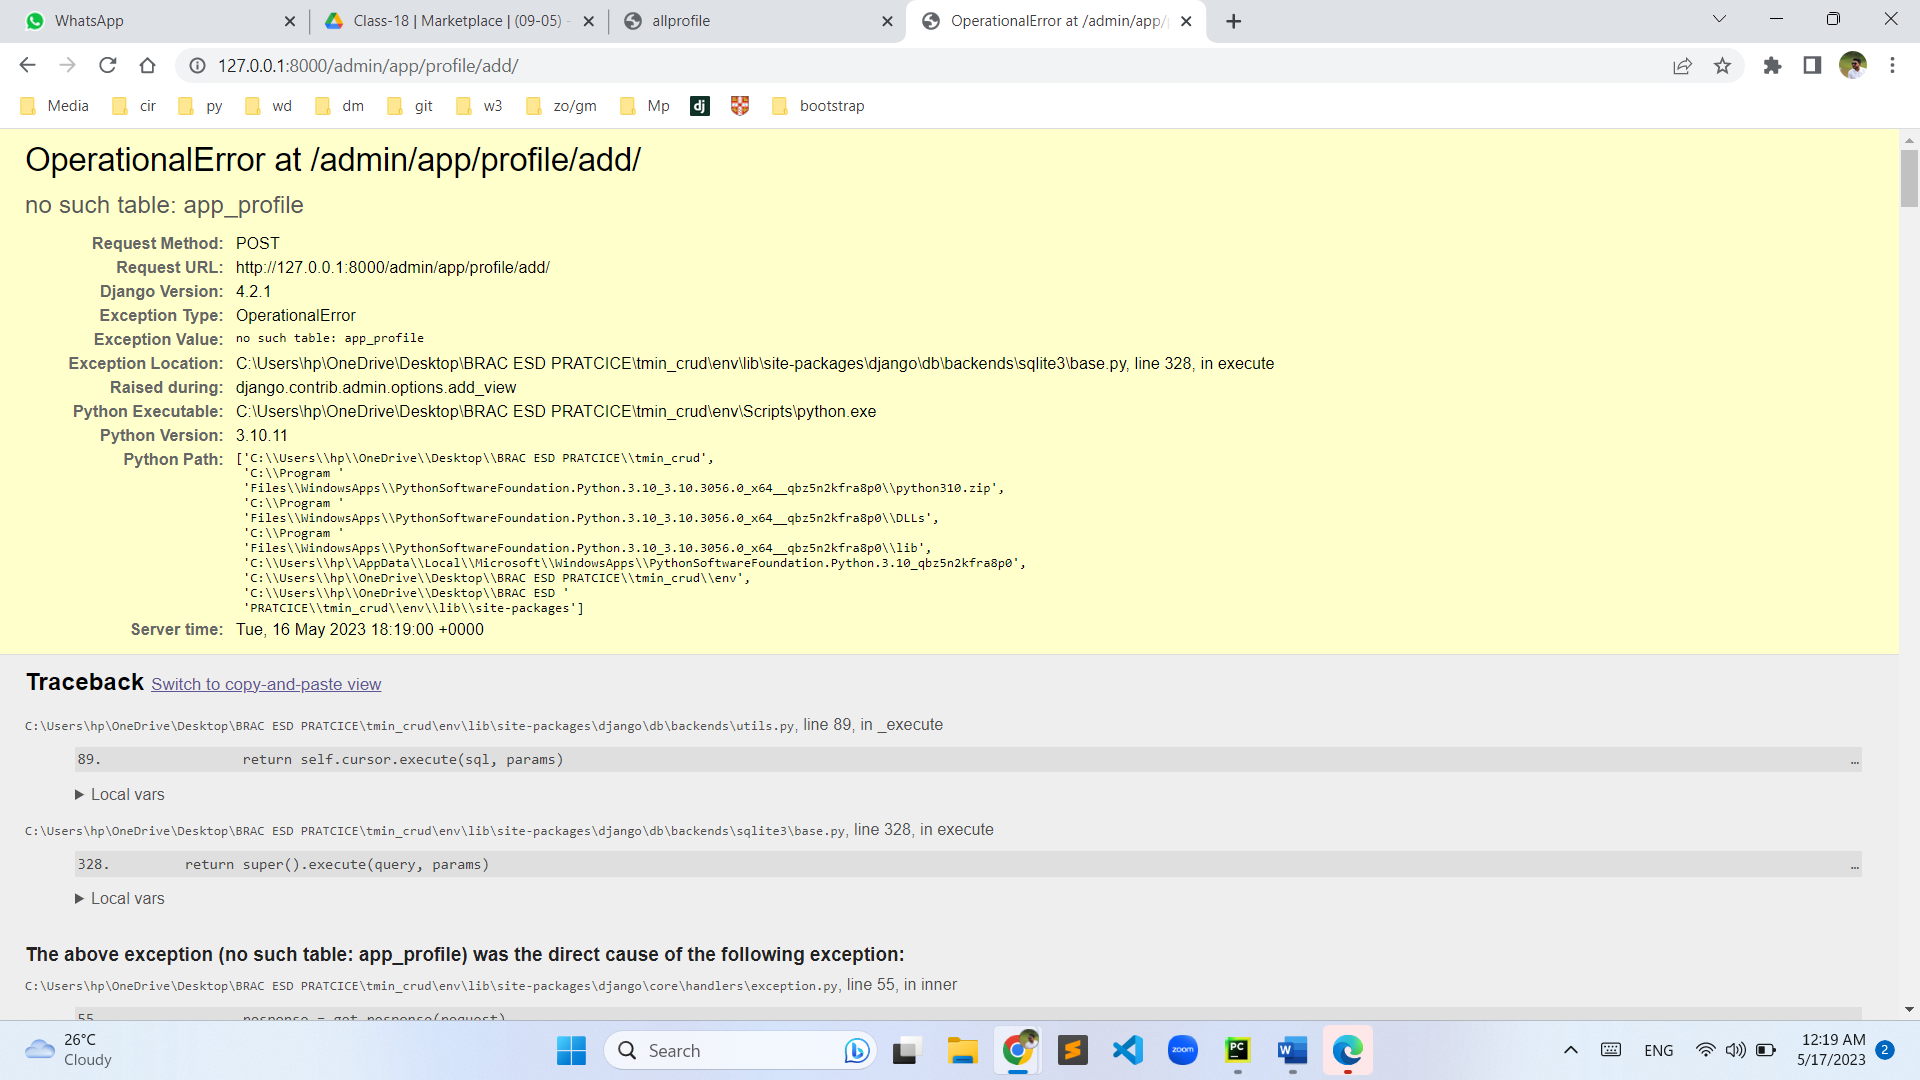 WhatsApp
Class-18 | Marketplace | (09-05) -
allprofile
OperationalError at /admin/app/p
127.0.0.1:8000/admin/app/profile/add/
Media cir py wd dm git w3 zo/gm Mp dj bootstrap
OperationalError at /admin/app/profile/add/
no such table: app_profile
Request Method: POST
Request URL: http://127.0.0.1:8000/admin/app/profile/add/
Django Version: 4.2.1
Exception Type: OperationalError
Exception Value: no such table: app_profile
Exception Location: C:\Users\hp\OneDrive\Desktop\BRAC ESD PRATCICE\tmin_crud\env\lib\site-packages\django\db\backends\sqlite3\base.py, line 328, in execute
Raised during: django.contrib.admin.options.add_view
Python Executable: C:\Users\hp\OneDrive\Desktop\BRAC ESD PRATCICE\tmin_crud\env\Scripts\python.exe
Python Version: 3.10.11
Python Path: ['C:\\Users\\hp\\OneDrive\\Desktop\\BRAC ESD PRATCICE\\tmin_crud',
'C:\\Program '
'Files\\WindowsApps\\PythonSoftwareFoundation.Python.3.10_3.10.3056.0_x64__qbz5n2kfra8p0\\python310.zip',
'C:\\Program '
'Files\\WindowsApps\\PythonSoftwareFoundation.Python.3.10_3.10.3056.0_x64__qbz5n2kfra8p0\\DLLs',
'C:\\Program '
'Files\\WindowsApps\\PythonSoftwareFoundation.Python.3.10_3.10.3056.0_x64__qbz5n2kfra8p0\\lib',
'C:\\Users\\hp\\AppData\\Local\\Microsoft\\WindowsApps\\PythonSoftwareFoundation.Python.3.10_qbz5n2kfra8p0',
'C:\\Users\\hp\\OneDrive\\Desktop\\BRAC ESD PRATCICE\\tmin_crud\\env',
'C:\\Users\\hp\\OneDrive\\Desktop\\BRAC ESD '
'PRATCICE\\tmin_crud\\env\\lib\\site-packages']
Server time: Tue, 16 May 2023 18:19:00 +0000
Traceback Switch to copy-and-paste view
C:\Users\hp\OneDrive\Desktop\BRAC ESD PRATCICE\tmin_crud\env\lib\site-packages\django\db\backends\utils.py, line 89, in _execute
89. return self.cursor.execute(sql, params) …
Local vars
C:\Users\hp\OneDrive\Desktop\BRAC ESD PRATCICE\tmin_crud\env\lib\site-packages\django\db\backends\sqlite3\base.py, line 328, in execute
328. return super().execute(query, params) …
Local vars
The above exception (no such table: app_profile) was the direct cause of the following exception:
C:\Users\hp\OneDrive\Desktop\BRAC ESD PRATCICE\tmin_crud\env\lib\site-packages\django\core\handlers\exception.py, line 55, in inner
55. response = get_response(request)
26°C
Cloudy
Search
zoom
PC
W
ENG
12:19 AM
5/17/2023
2